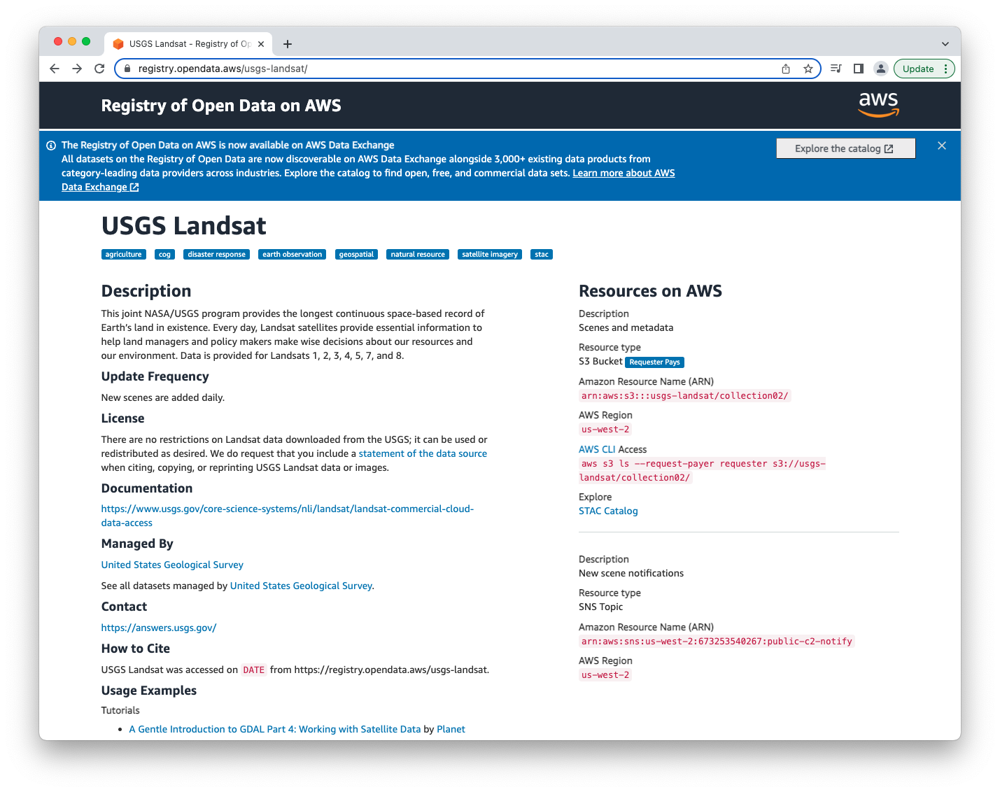 USGS Landsat - Registry of Op
registry.opendata.aws/usgs-landsat/
Update
Registry of Open Data on AWS
aws
The Registry of Open Data on AWS is now available on AWS Data Exchange
All datasets on the Registry of Open Data are now discoverable on AWS Data Exchange alongside 3,000+ existing data products from
category-leading data providers across industries. Explore the catalog to find open, free, and commercial data sets. Learn more about AWS
Data Exchange
Explore the catalog
USGS Landsat
agriculture cog disaster response earth observation geospatial natural resource satellite imagery stac
Description
This joint NASA/USGS program provides the longest continuous space-based record of
Earth’s land in existence. Every day, Landsat satellites provide essential information to
help land managers and policy makers make wise decisions about our resources and
our environment. Data is provided for Landsats 1, 2, 3, 4, 5, 7, and 8.
Update Frequency
New scenes are added daily.
License
There are no restrictions on Landsat data downloaded from the USGS; it can be used or
redistributed as desired. We do request that you include a statement of the data source
when citing, copying, or reprinting USGS Landsat data or images.
Documentation
https://www.usgs.gov/core-science-systems/nli/landsat/landsat-commercial-cloud-
data-access
Managed By
United States Geological Survey
See all datasets managed by United States Geological Survey.
Contact
https://answers.usgs.gov/
How to Cite
USGS Landsat was accessed on DATE from https://registry.opendata.aws/usgs-landsat.
Usage Examples
Tutorials
• A Gentle Introduction to GDAL Part 4: Working with Satellite Data by Planet
Resources on AWS
Description
Scenes and metadata
Resource type
S3 Bucket Requester Pays
Amazon Resource Name (ARN)
arn:aws:s3:::usgs-landsat/collection02/
AWS Region
us-west-2
AWS CLI Access
aws s3 ls --request-payer requester s3://usgs-
landsat/collection02/
Explore
STAC Catalog
Description
New scene notifications
Resource type
SNS Topic
Amazon Resource Name (ARN)
arn:aws:sns:us-west-2:673253540267:public-c2-notify
AWS Region
us-west-2